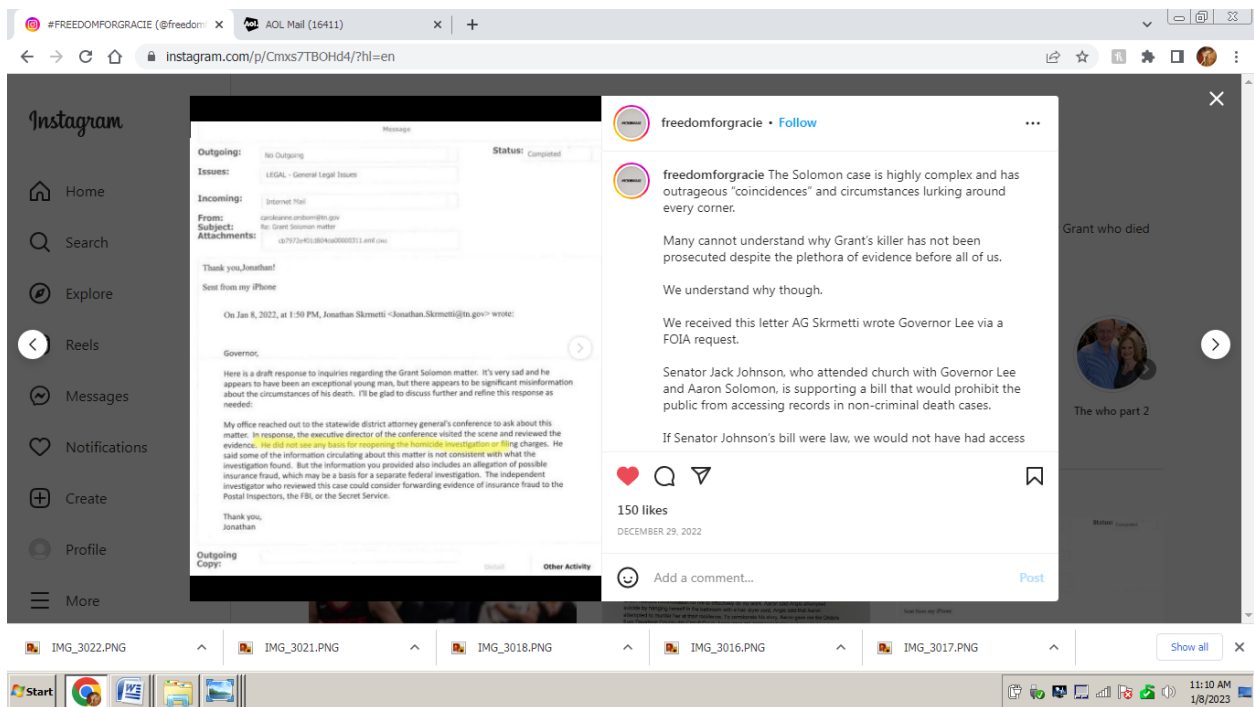 #FREEDOMFORGRACIE (@freedom
AOL Mail (16411)
instagram.com/p/Cmxs7TBOHd4/?hl=en
Instagram
Home
Search
Explore
Reels
Messages
Notifications
Create
Profile
More
Message
Outgoing: No Outgoing Status: Completed
Issues: LEGAL - General Legal Issues
Incoming: Internet Mail
From:
Subject: Re: Grant Solomon matter
Attachments:
Thank you,Jonathan!
Sent from my iPhone
On Jan 8, 2022, at 1:50 PM, Jonathan Skrmetti <Jonathan.Skrmetti@tn.gov> wrote:
Governor,
Here is a draft response to inquiries regarding the Grant Solomon matter. It's very sad and he
appears to have been an exceptional young man, but there appears to be significant misinformation
about the circumstances of his death. I'll be glad to discuss further and refine this response as
needed:
My office reached out to the statewide district attorney general's conference to ask about this
matter. In response, the executive director of the conference visited the scene and reviewed the
evidence. He did not see any basis for reopening the homicide investigation or filing charges. He
said some of the information circulating about this matter is not consistent with what the
investigation found. But the information you provided also includes an allegation of possible
insurance fraud, which may be a basis for a separate federal investigation. The independent
investigator who reviewed this case could consider forwarding evidence of insurance fraud to the
Postal Inspectors, the FBI, or the Secret Service.
Thank you,
Jonathan
Outgoing
Copy:
Detail Other Activity
freedomforgracie • Follow
freedomforgracie The Solomon case is highly complex and has
outrageous “coincidences” and circumstances lurking around
every corner.
Many cannot understand why Grant's killer has not been
prosecuted despite the plethora of evidence before all of us.
We understand why though.
We received this letter AG Skrmetti wrote Governor Lee via a
FOIA request.
Senator Jack Johnson, who attended church with Governor Lee
and Aaron Solomon, is supporting a bill that would prohibit the
public from accessing records in non-criminal death cases.
If Senator Johnson's bill were law, we would not have had access
150 likes
DECEMBER 29, 2022
Add a comment...
Post
Grant who died
The who part 2
Status: Completed
Sent from my iPhone
IMG_3022.PNG
IMG_3021.PNG
IMG_3018.PNG
IMG_3016.PNG
IMG_3017.PNG
Show all
Start
11:10 AM
1/8/2023